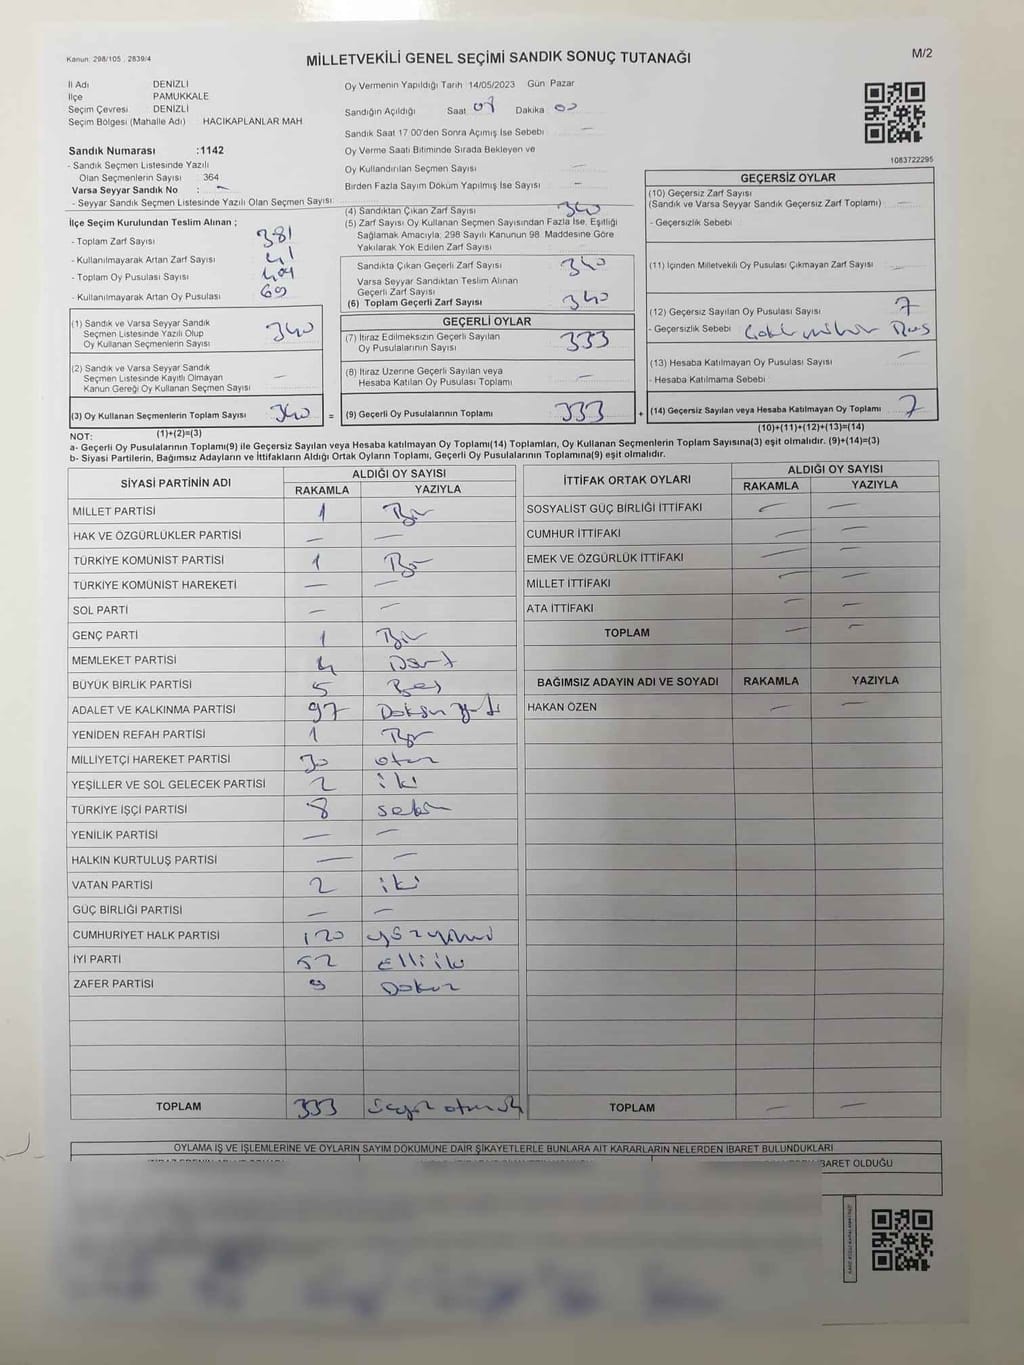 Kanun: 298/105 , 2839/4
MİLLETVEKİLİ GENEL SEÇİMİ SANDIK SONUÇ TUTANAĞI
M/2
İl Adı DENİZLİ
İlçe PAMUKKALE
Seçim Çevresi DENİZLİ
Seçim Bölgesi (Mahalle Adı) HACIKAPLANLAR MAH
Sandık Numarası :1142
- Sandık Seçmen Listesinde Yazılı
Olan Seçmenlerin Sayısı 364
Varsa Seyyar Sandık No : -
- Seyyar Sandık Seçmen Listesinde Yazılı Olan Seçmen Sayısı:
Oy Vermenin Yapıldığı Tarih 14/05/2023 Gün Pazar
Sandığın Açıldığı Saat 08 Dakika 00
Sandık Saat 17 00'den Sonra Açımış İse Sebebi —
Oy Verme Saati Bitiminde Sırada Bekleyen ve
Oy Kullandırılan Seçmen Sayısı —
Birden Fazla Sayım Döküm Yapılmış İse Sayısı —
1083722295
İlçe Seçim Kurulundan Teslim Alınan ;
- Toplam Zarf Sayısı 381
- Kullanılmayarak Artan Zarf Sayısı 41
- Toplam Oy Pusulası Sayısı 409
- Kullanılmayarak Artan Oy Pusulası 69
(1) Sandık ve Varsa Seyyar Sandık
Seçmen Listesinde Yazılı Olup
Oy Kullanan Seçmenlerin Sayısı 340
(2) Sandık ve Varsa Seyyar Sandık
Seçmen Listesinde Kayıtlı Olmayan
Kanun Gereği Oy Kullanan Seçmen Sayısı —
(3) Oy Kullanan Seçmenlerin Toplam Sayısı 340 =
(1)+(2)=(3)
(4) Sandıktan Çıkan Zarf Sayısı 340
(5) Zarf Sayısı Oy Kullanan Seçmen Sayısından Fazla İse, Eşitliği
Sağlamak Amacıyla, 298 Sayılı Kanunun 98. Maddesine Göre
Yakılarak Yok Edilen Zarf Sayısı
Sandıkta Çıkan Geçerli Zarf Sayısı 340
Varsa Seyyar Sandıktan Teslim Alınan
Geçerli Zarf Sayısı
(6) Toplam Geçerli Zarf Sayısı 340
GEÇERLİ OYLAR
(7) İtiraz Edilmeksizin Geçerli Sayılan
Oy Pusulalarının Sayısı 333
(8) İtiraz Üzerine Geçerli Sayılan veya
Hesaba Katılan Oy Pusulası Toplamı —
(9) Geçerli Oy Pusulalarının Toplamı 333 +
GEÇERSİZ OYLAR
(10) Geçersiz Zarf Sayısı
(Sandık ve Varsa Seyyar Sandık Geçersiz Zarf Toplamı) —
- Geçersizlik Sebebi
(11) İçinden Milletvekili Oy Pusulası Çıkmayan Zarf Sayısı —
(12) Geçersiz Sayılan Oy Pusulası Sayısı 7
- Geçersizlik Sebebi
(13) Hesaba Katılmayan Oy Pusulası Sayısı —
- Hesaba Katılmama Sebebi
(14) Geçersiz Sayılan veya Hesaba Katılmayan Oy Toplamı 7
(10)+(11)+(12)+(13)=(14)
NOT:
a- Geçerli Oy Pusulalarının Toplamı(9) ile Geçersiz Sayılan veya Hesaba katılmayan Oy Toplamı(14) Toplamları, Oy Kullanan Seçmenlerin Toplam Sayısına(3) eşit olmalıdır. (9)+(14)=(3)
b- Siyasi Partilerin, Bağımsız Adayların ve İttifakların Aldığı Ortak Oyların Toplamı, Geçerli Oy Pusulalarının Toplamına(9) eşit olmalıdır.
SİYASİ PARTİNİN ADI ALDIĞI OY SAYISI
RAKAMLA YAZIYLA
MİLLET PARTİSİ 1 Bir
HAK VE ÖZGÜRLÜKLER PARTİSİ — —
TÜRKİYE KOMÜNİST PARTİSİ 1 Bir
TÜRKİYE KOMÜNİST HAREKETİ — —
SOL PARTİ — —
GENÇ PARTİ 1 Bir
MEMLEKET PARTİSİ 4 Dört
BÜYÜK BİRLİK PARTİSİ 5 Beş
ADALET VE KALKINMA PARTİSİ 97 Doksan yedi
YENİDEN REFAH PARTİSİ 1 Bir
MİLLİYETÇİ HAREKET PARTİSİ 30 otuz
YEŞİLLER VE SOL GELECEK PARTİSİ 2 iki
TÜRKİYE İŞÇİ PARTİSİ 8 sekiz
YENİLİK PARTİSİ — —
HALKIN KURTULUŞ PARTİSİ — —
VATAN PARTİSİ 2 iki
GÜÇ BİRLİĞİ PARTİSİ — —
CUMHURİYET HALK PARTİSİ 120 yüzyirmi
İYİ PARTİ 52 Elliiki
ZAFER PARTİSİ 9 Dokuz
TOPLAM 333
İTTİFAK ORTAK OYLARI ALDIĞI OY SAYISI
RAKAMLA YAZIYLA
SOSYALİST GÜÇ BİRLİĞİ İTTİFAKI — —
CUMHUR İTTİFAKI — —
EMEK VE ÖZGÜRLÜK İTTİFAKI — —
MİLLET İTTİFAKI — —
ATA İTTİFAKI — —
TOPLAM — —
BAĞIMSIZ ADAYIN ADI VE SOYADI RAKAMLA YAZIYLA
HAKAN ÖZEN — —
TOPLAM — —
OYLAMA İŞ VE İŞLEMLERİNE VE OYLARIN SAYIM DÖKÜMÜNE DAİR ŞİKAYETLERLE BUNLARA AİT KARARLARIN NELERDEN İBARET BULUNDUKLARI
İBARET OLDUĞU